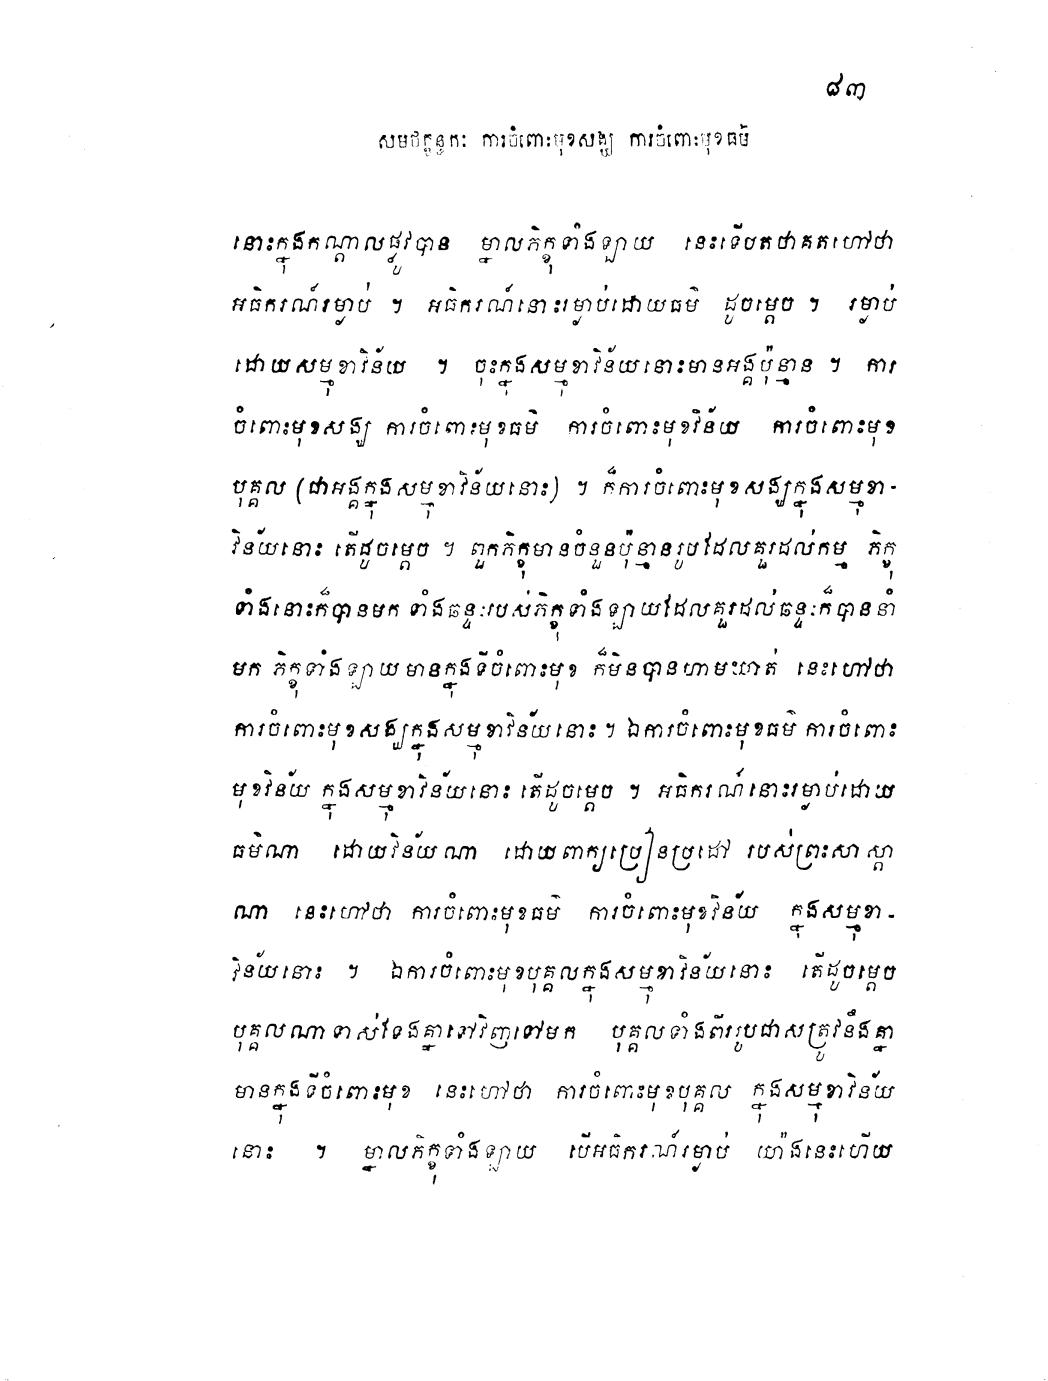 ៨៣
សមថក្ខន្ធកៈ ការចំពោះមុខសង្ឃ ការចំពោះមុខធម៌
នោះក្នុងកណ្តាលផ្លូវបាន ម្នាលភិក្ខុទាំងឡាយ នេះទើបតថាគតហៅថា
អធិករណ៍រម្ងាប់ ។ អធិករណ៍នោះរម្ងាប់ដោយធម៌ ដូចម្តេច ។ រម្ងាប់
ដោយសម្មុខាវិន័យ ។ ចុះក្នុងសម្មុខាវិន័យនោះមានអង្គប៉ុន្មាន ។ ការ
ចំពោះមុខសង្ឃ ការចំពោះមុខធម៌ ការចំពោះមុខវិន័យ ការចំពោះមុខ
បុគ្គល (ជាអង្គក្នុងសម្មុខាវិន័យនោះ) ។ ក៏ការចំពោះមុខសង្ឃក្នុងសម្មុខា-
វិន័យនោះ តើដូចម្តេច ។ ពួកភិក្ខុមានចំនួនប៉ុន្មានរូបដែលគួរដល់កម្ម ភិក្ខុ
ទាំងនោះក៏បានមក ទាំងឆន្ទៈរបស់ភិក្ខុទាំងឡាយដែលគួរដល់ឆន្ទៈក៏បាននាំ
មក ភិក្ខុទាំងឡាយមានក្នុងទីចំពោះមុខ ក៏មិនបានហាមឃាត់ នេះហៅថា
ការចំពោះមុខសង្ឃក្នុងសម្មុខាវិន័យនោះ ។ ឯការចំពោះមុខធម៌ ការចំពោះ
មុខវិន័យ ក្នុងសម្មុខាវិន័យនោះ តើដូចម្តេច ។ អធិករណ៍នោះរម្ងាប់ដោយ
ធម៌ណា ដោយវិន័យណា ដោយពាក្យប្រៀនប្រដៅ របស់ព្រះសាស្តា
ណា នេះហៅថា ការចំពោះមុខធម៌ ការចំពោះមុខវិន័យ ក្នុងសម្មុខា-
វិន័យនោះ ។ ឯការចំពោះមុខបុគ្គលក្នុងសម្មុខាវិន័យនោះ តើដូចម្តេច
បុគ្គលណាទាស់ទែងគ្នាទៅវិញទៅមក បុគ្គលទាំងពីររូបជាសត្រូវនឹងគ្នា
មានក្នុងទីចំពោះមុខ នេះហៅថា ការចំពោះមុខបុគ្គល ក្នុងសម្មុខាវិន័យ
នោះ ។ ម្នាលភិក្ខុទាំងឡាយ បើអធិករណ៍រម្ងាប់ យ៉ាងនេះហើយ